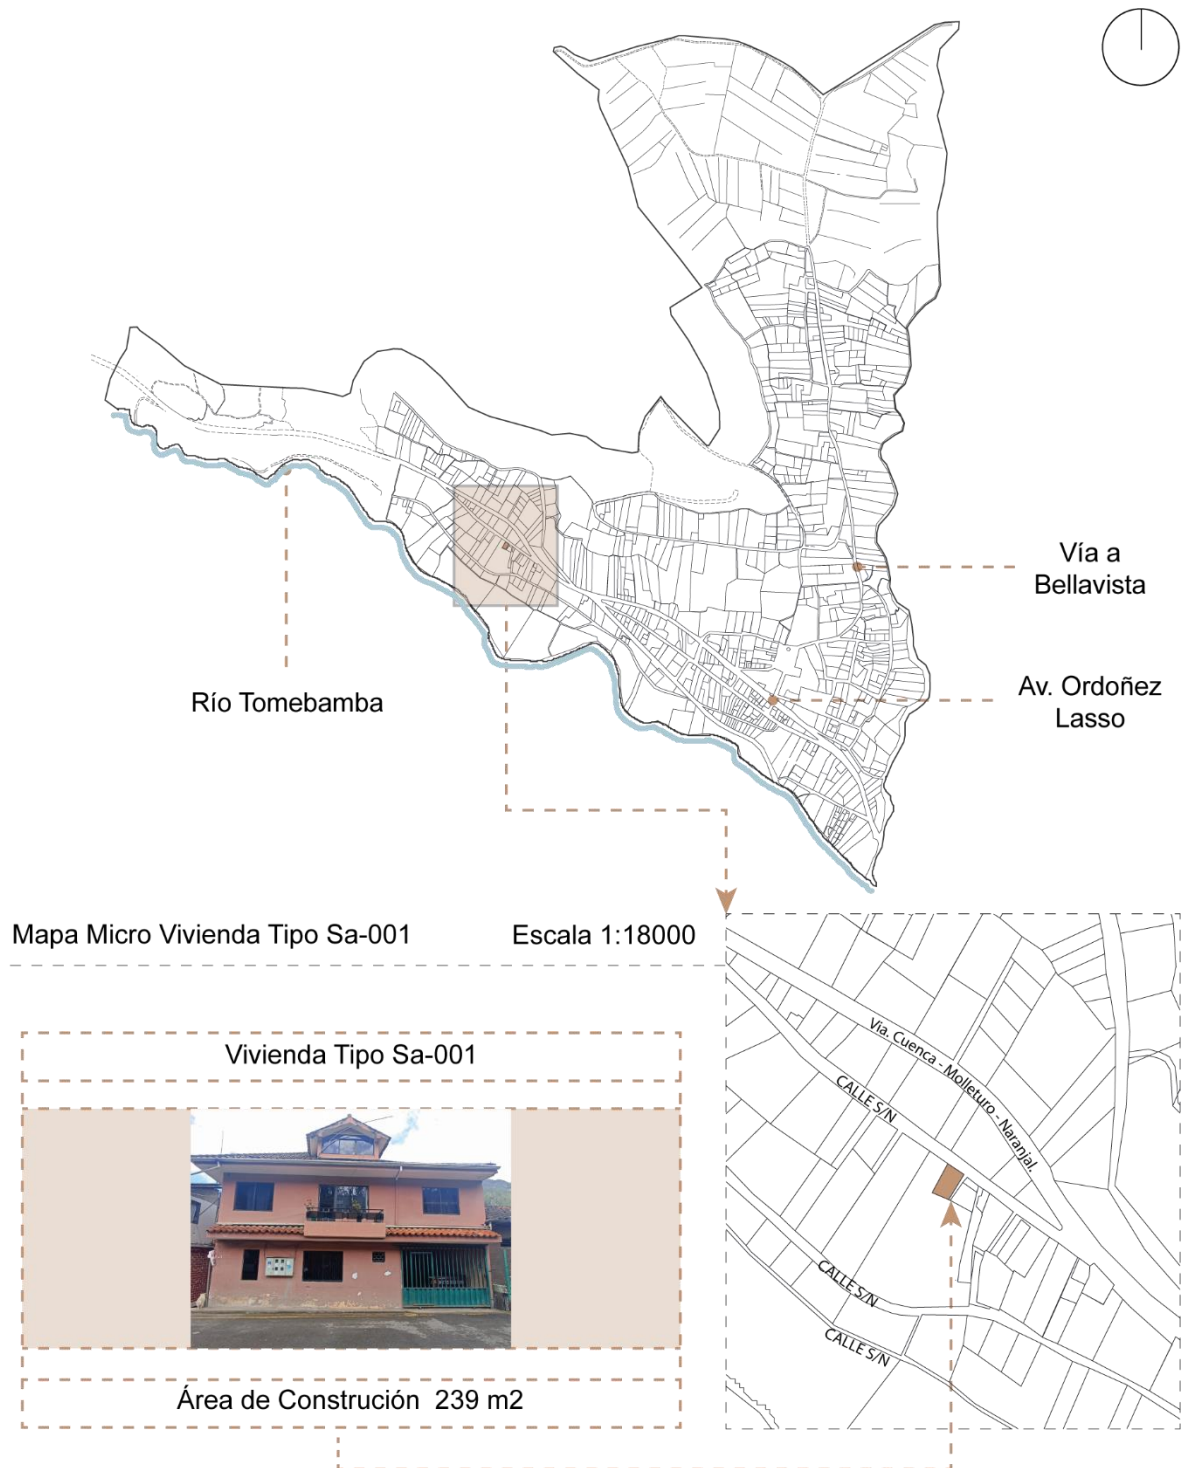 Vía a
Bellavista
Río Tomebamba
Av. Ordoñez
Lasso
Mapa Micro Vivienda Tipo Sa-001
Escala 1:18000
Vivienda Tipo Sa-001
Via. Cuenca - Molleturo - Naranjal.
CALLE S/N
CALLE S/N
CALLE S/N
Área de Construción 239 m2